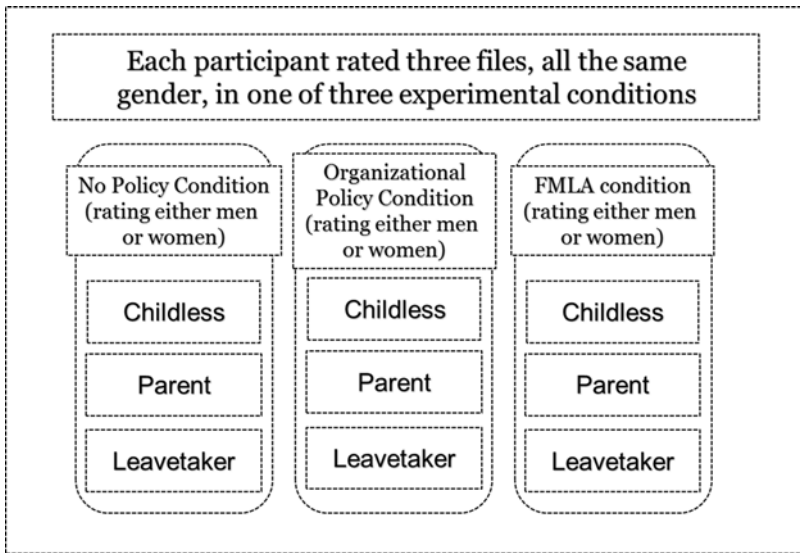 Each participant rated three files, all the same
gender, in one of three experimental conditions
No Policy Condition
(rating either men
or women)
Childless
Parent
Leavetaker
Organizational
Policy Condition
(rating either men
or women)
Childless
Parent
Leavetaker
FMLA condition
(rating either men
or women)
Childless
Parent
Leavetaker